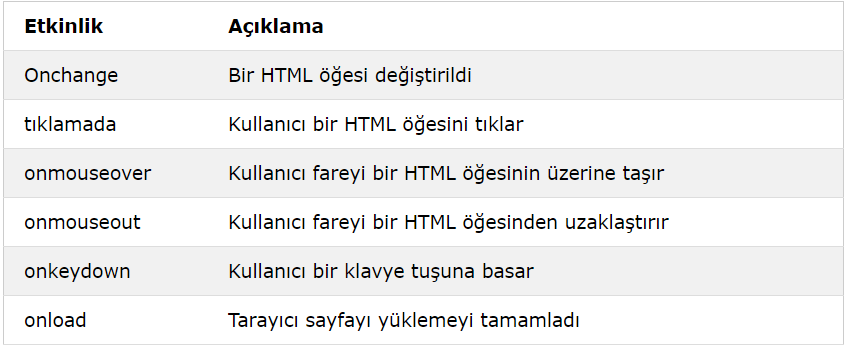 Etkinlik Açıklama
Onchange Bir HTML öğesi değiştirildi
tıklamada Kullanıcı bir HTML öğesini tıklar
onmouseover Kullanıcı fareyi bir HTML öğesinin üzerine taşır
onmouseout Kullanıcı fareyi bir HTML öğesinden uzaklaştırır
onkeydown Kullanıcı bir klavye tuşuna basar
onload Tarayıcı sayfayı yüklemeyi tamamladı